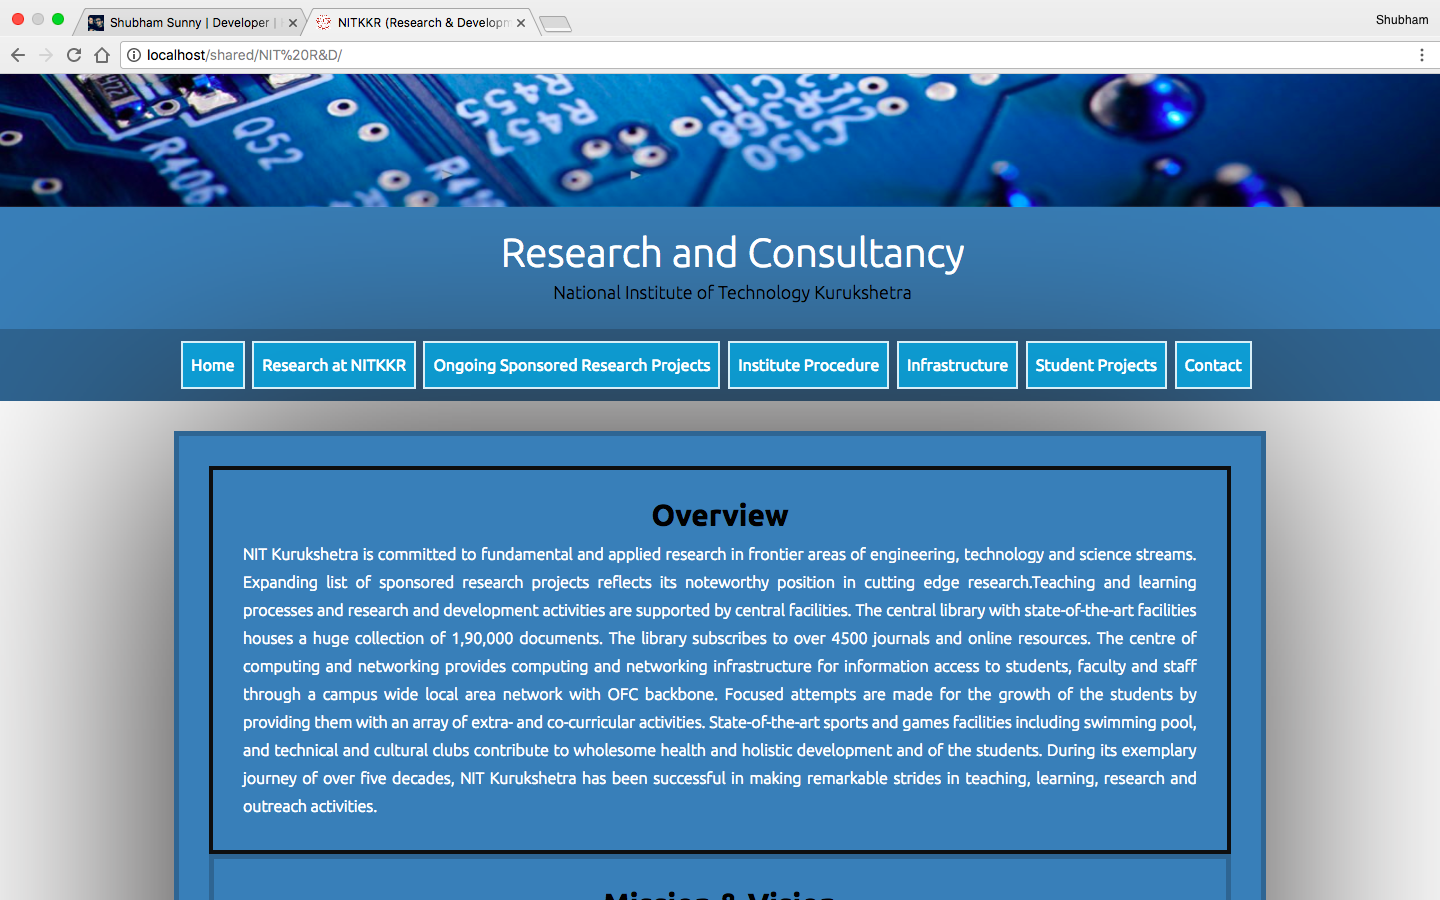 Shubham Sunny | Developer |
NITKKR (Research & Developm
Shubham
localhost/shared/NIT%20R&D/
Q52
R406
R455
R457
C111
R368
C150
Research and Consultancy
National Institute of Technology Kurukshetra
Home
Research at NITKKR
Ongoing Sponsored Research Projects
Institute Procedure
Infrastructure
Student Projects
Contact
Overview
NIT Kurukshetra is committed to fundamental and applied research in frontier areas of engineering, technology and science streams.
Expanding list of sponsored research projects reflects its noteworthy position in cutting edge research.Teaching and learning
processes and research and development activities are supported by central facilities. The central library with state-of-the-art facilities
houses a huge collection of 1,90,000 documents. The library subscribes to over 4500 journals and online resources. The centre of
computing and networking provides computing and networking infrastructure for information access to students, faculty and staff
through a campus wide local area network with OFC backbone. Focused attempts are made for the growth of the students by
providing them with an array of extra- and co-curricular activities. State-of-the-art sports and games facilities including swimming pool,
and technical and cultural clubs contribute to wholesome health and holistic development and of the students. During its exemplary
journey of over five decades, NIT Kurukshetra has been successful in making remarkable strides in teaching, learning, research and
outreach activities.
Mission & Vision